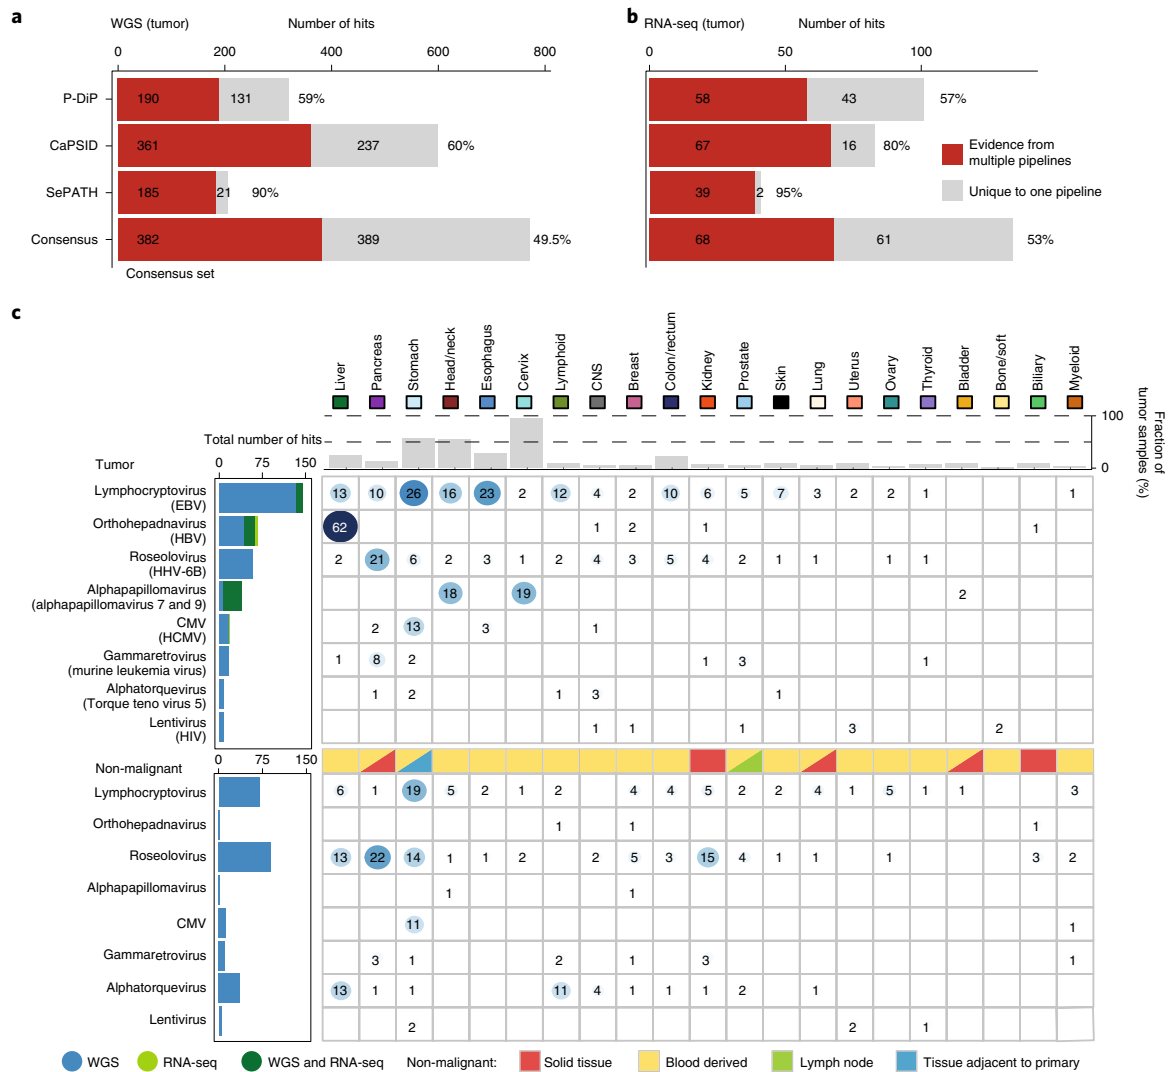 a
WGS (tumor) Number of hits
0 200 400 600 800
P-DiP 190 131 59%
CaPSID 361 237 60%
SePATH 185 21 90%
Consensus 382 389 49.5%
Consensus set
b
RNA-seq (tumor) Number of hits
0 50 100
58 43 57%
67 16 80%
39 2 95%
68 61 53%
Evidence from
multiple pipelines
Unique to one pipeline
c
Liver
Pancreas
Stomach
Head/neck
Esophagus
Cervix
Lymphoid
CNS
Breast
Colon/rectum
Kidney
Prostate
Skin
Lung
Uterus
Ovary
Thyroid
Bladder
Bone/soft
Biliary
Myeloid
Total number of hits
100
0
Fraction of
tumor samples (%)
Tumor
0 75 150
Lymphocryptovirus
(EBV)
13 10 26 16 23 2 12 4 2 10 6 5 7 3 2 2 1 1
Orthohepadnavirus
(HBV)
62 1 2 1 1
Roseolovirus
(HHV-6B)
2 21 6 2 3 1 2 4 3 5 4 2 1 1 1 1
Alphapapillomavirus
(alphapapillomavirus 7 and 9)
18 19 2
CMV
(HCMV)
2 13 3 1
Gammaretrovirus
(murine leukemia virus)
1 8 2 1 3 1
Alphatorquevirus
(Torque teno virus 5)
1 2 1 3 1
Lentivirus
(HIV)
1 1 1 3 2
Non-malignant
0 75 150
Lymphocryptovirus 6 1 19 5 2 1 2 4 4 5 2 2 4 1 5 1 1 3
Orthohepadnavirus 1 1 1
Roseolovirus 13 22 14 1 1 2 2 5 3 15 4 1 1 1 3 2
Alphapapillomavirus 1 1
CMV 11 1
Gammaretrovirus 3 1 2 1 3 1
Alphatorquevirus 13 1 1 11 4 1 1 1 2 1
Lentivirus 2 2 1
WGS RNA-seq WGS and RNA-seq Non-malignant: Solid tissue Blood derived Lymph node Tissue adjacent to primary